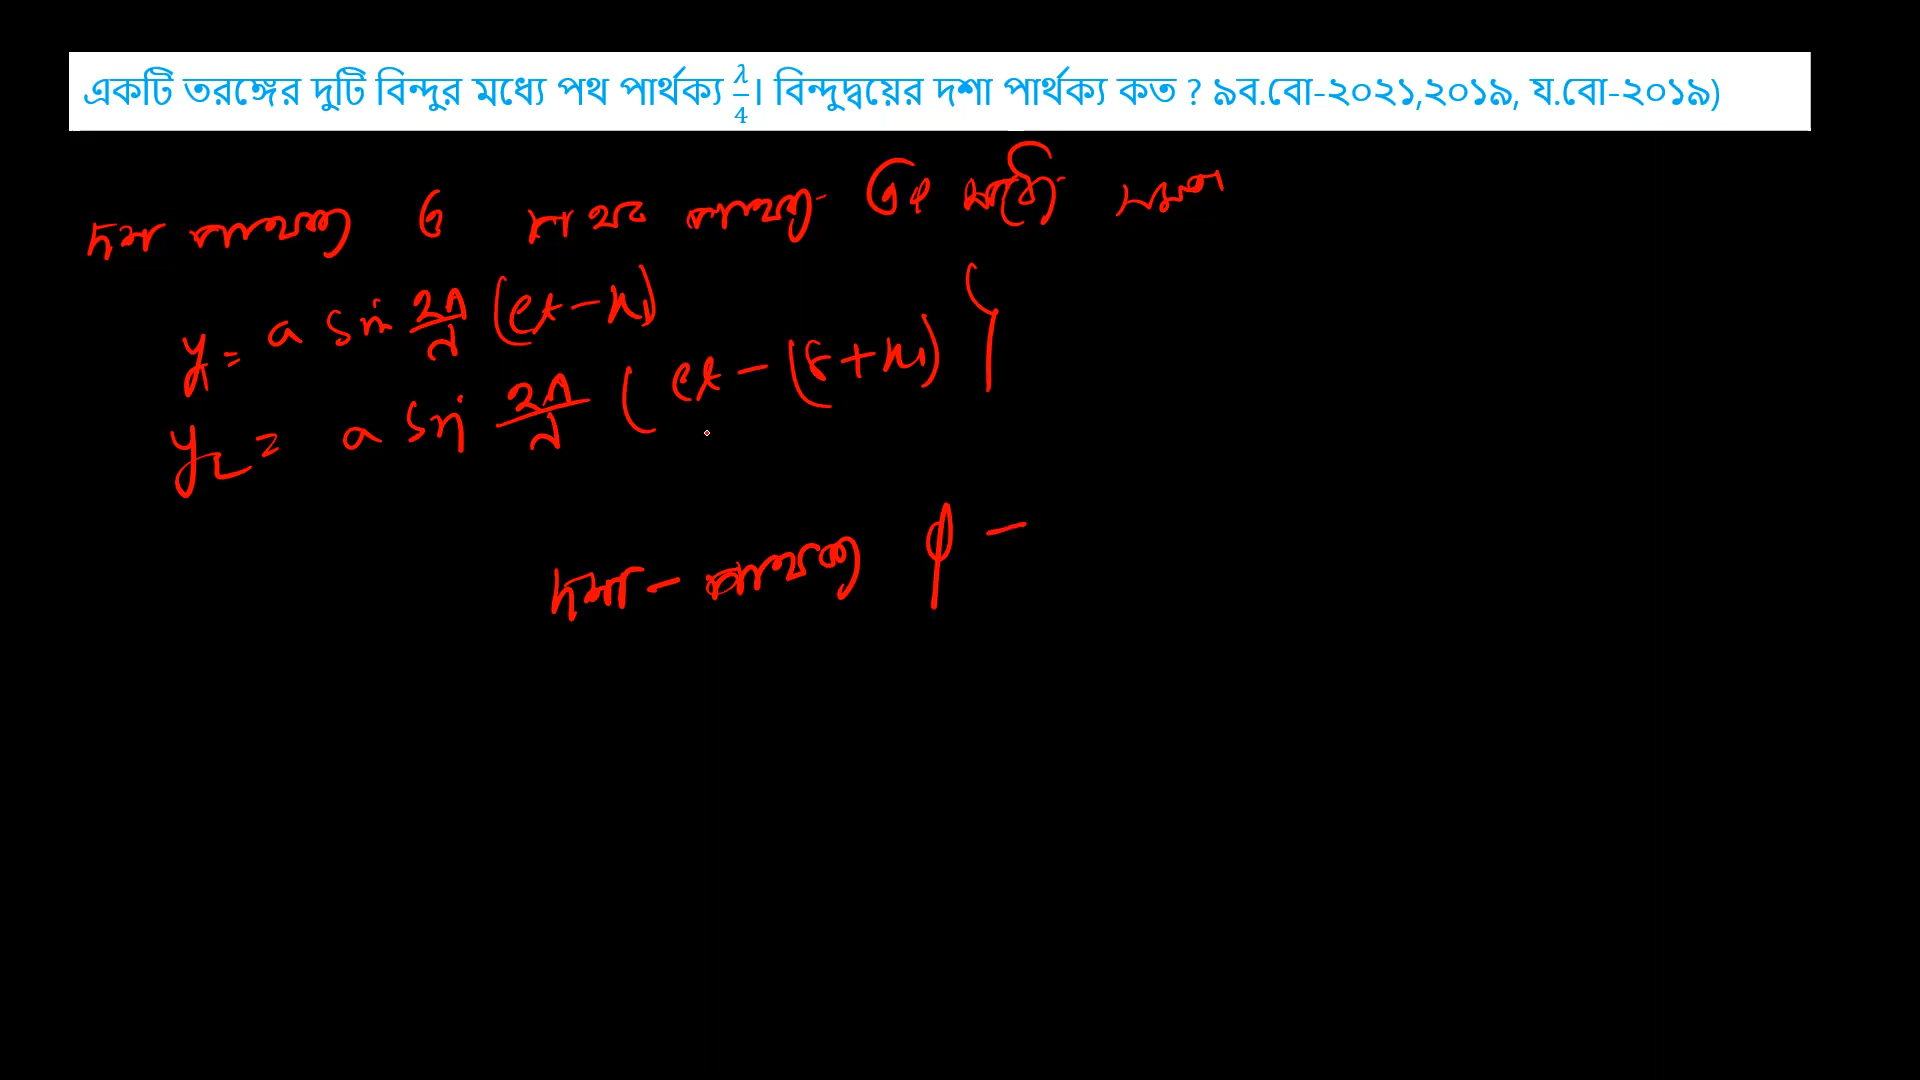 একটি তরঙ্গের দুটি বিন্দুর মধ্যে পথ পার্থক্য λ/4। বিন্দুদ্বয়ের দশা পার্থক্য কত ? ৯ব.বো-২০২১,২০১৯, য.বো-২০১৯)
দশা পার্থক্য ও পথ পার্থক্য এর মধ্যে সম্পর্ক
y₁ = a sin 2π/λ (vt - x₁)
y₂ = a sin 2π/λ ( vt - (δ + x₁)
দশা - পার্থক্য φ -